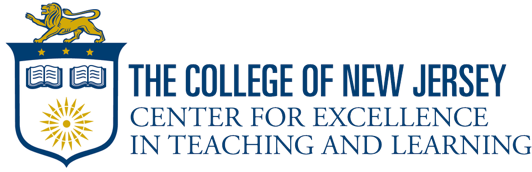 THE COLLEGE OF NEW JERSEY
CENTER FOR EXCELLENCE
IN TEACHING AND LEARNING